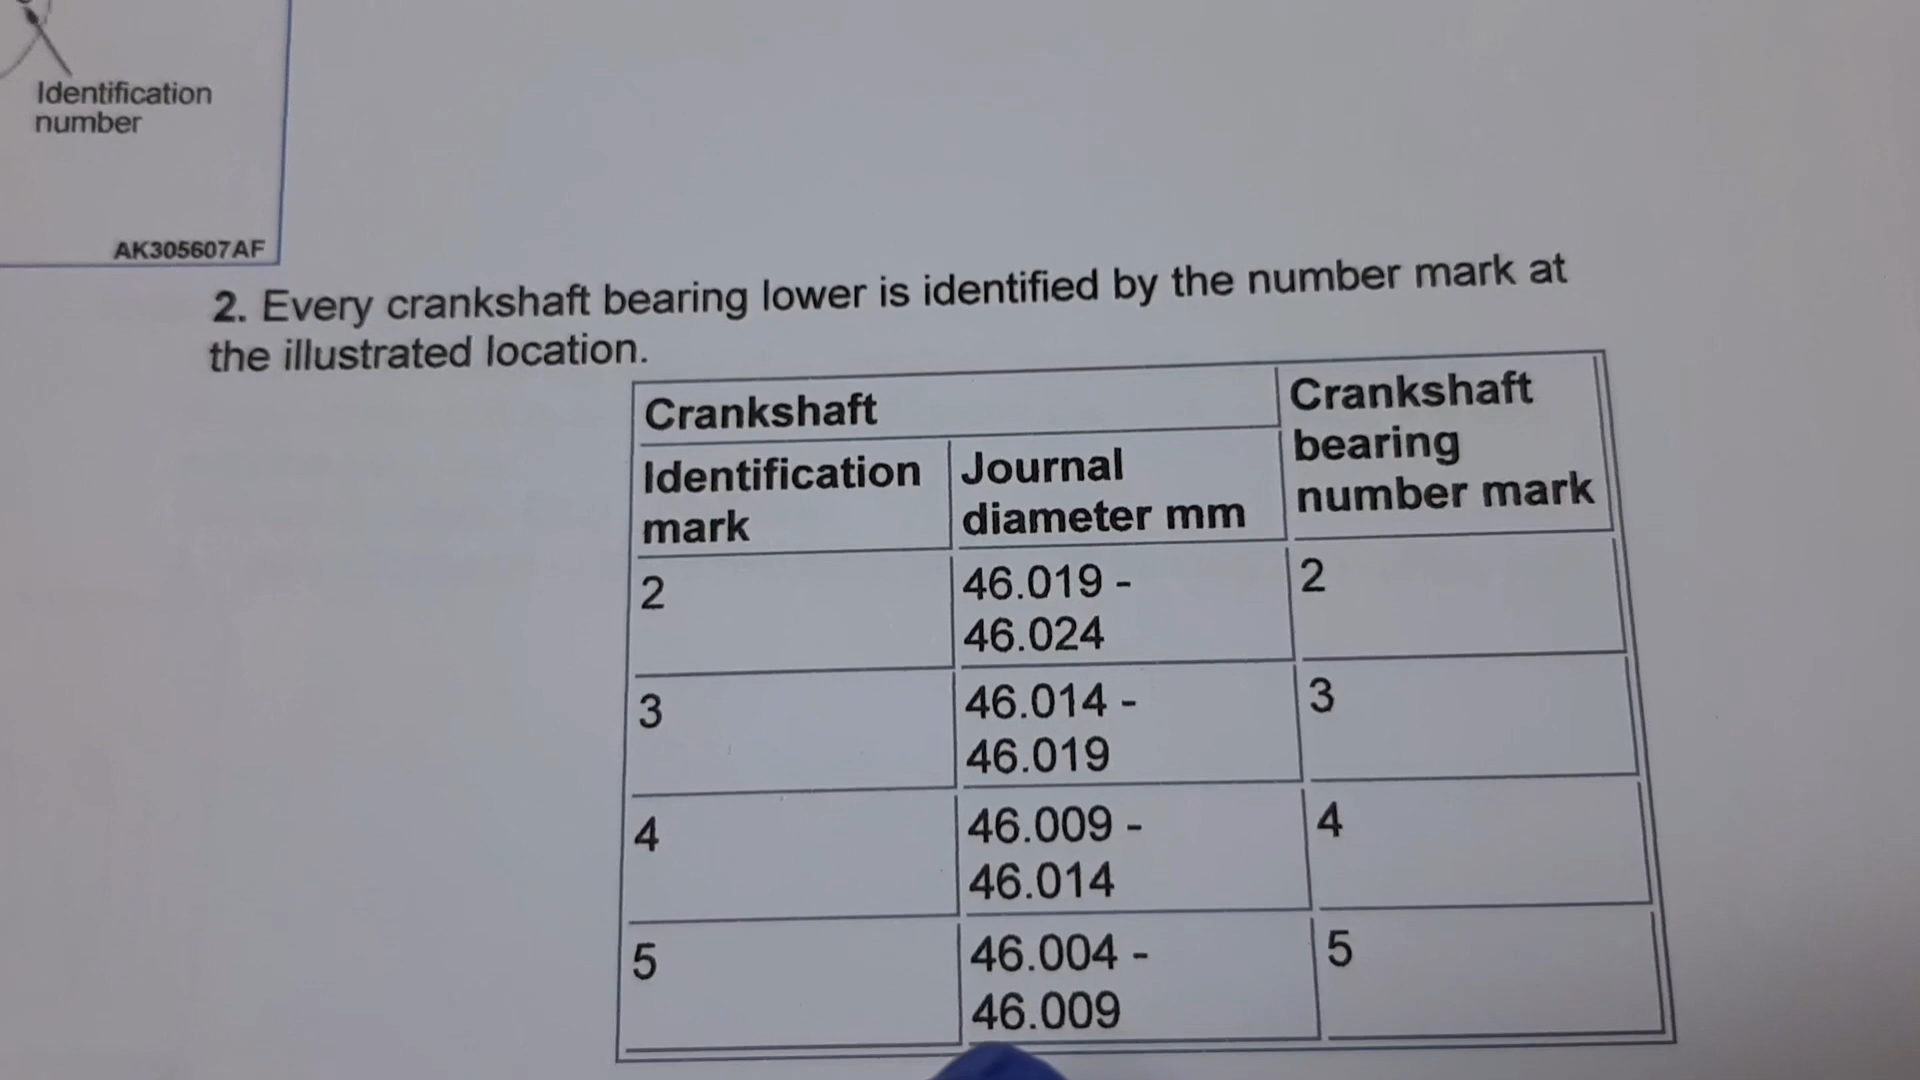 Identification
number
AK305607AF
2. Every crankshaft bearing lower is identified by the number mark at
the illustrated location.
Crankshaft
Crankshaft
bearing
number mark
Identification
mark
Journal
diameter mm
2
46.019 -
46.024
2
3
46.014 -
46.019
3
4
46.009 -
46.014
4
5
46.004 -
46.009
5